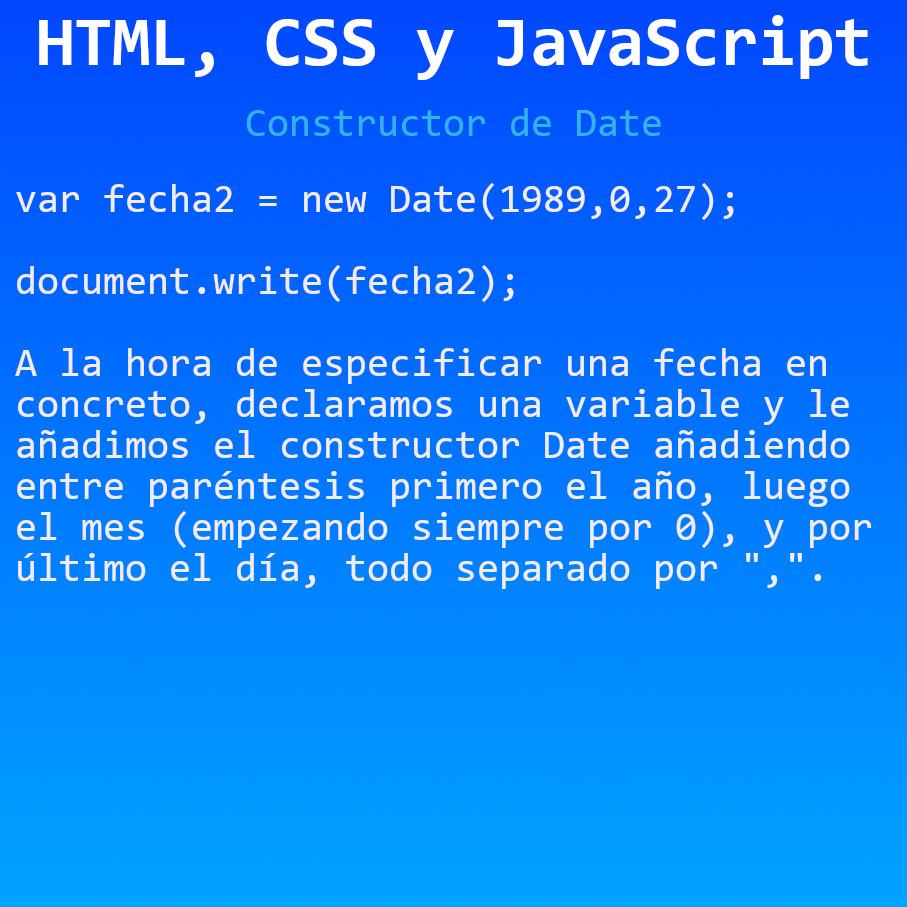 HTML, CSS y JavaScript
Constructor de Date
var fecha2 = new Date(1989,0,27);
document.write(fecha2);
A la hora de especificar una fecha en
concreto, declaramos una variable y le
añadimos el constructor Date añadiendo
entre paréntesis primero el año, luego
el mes (empezando siempre por 0), y por
último el día, todo separado por ",".